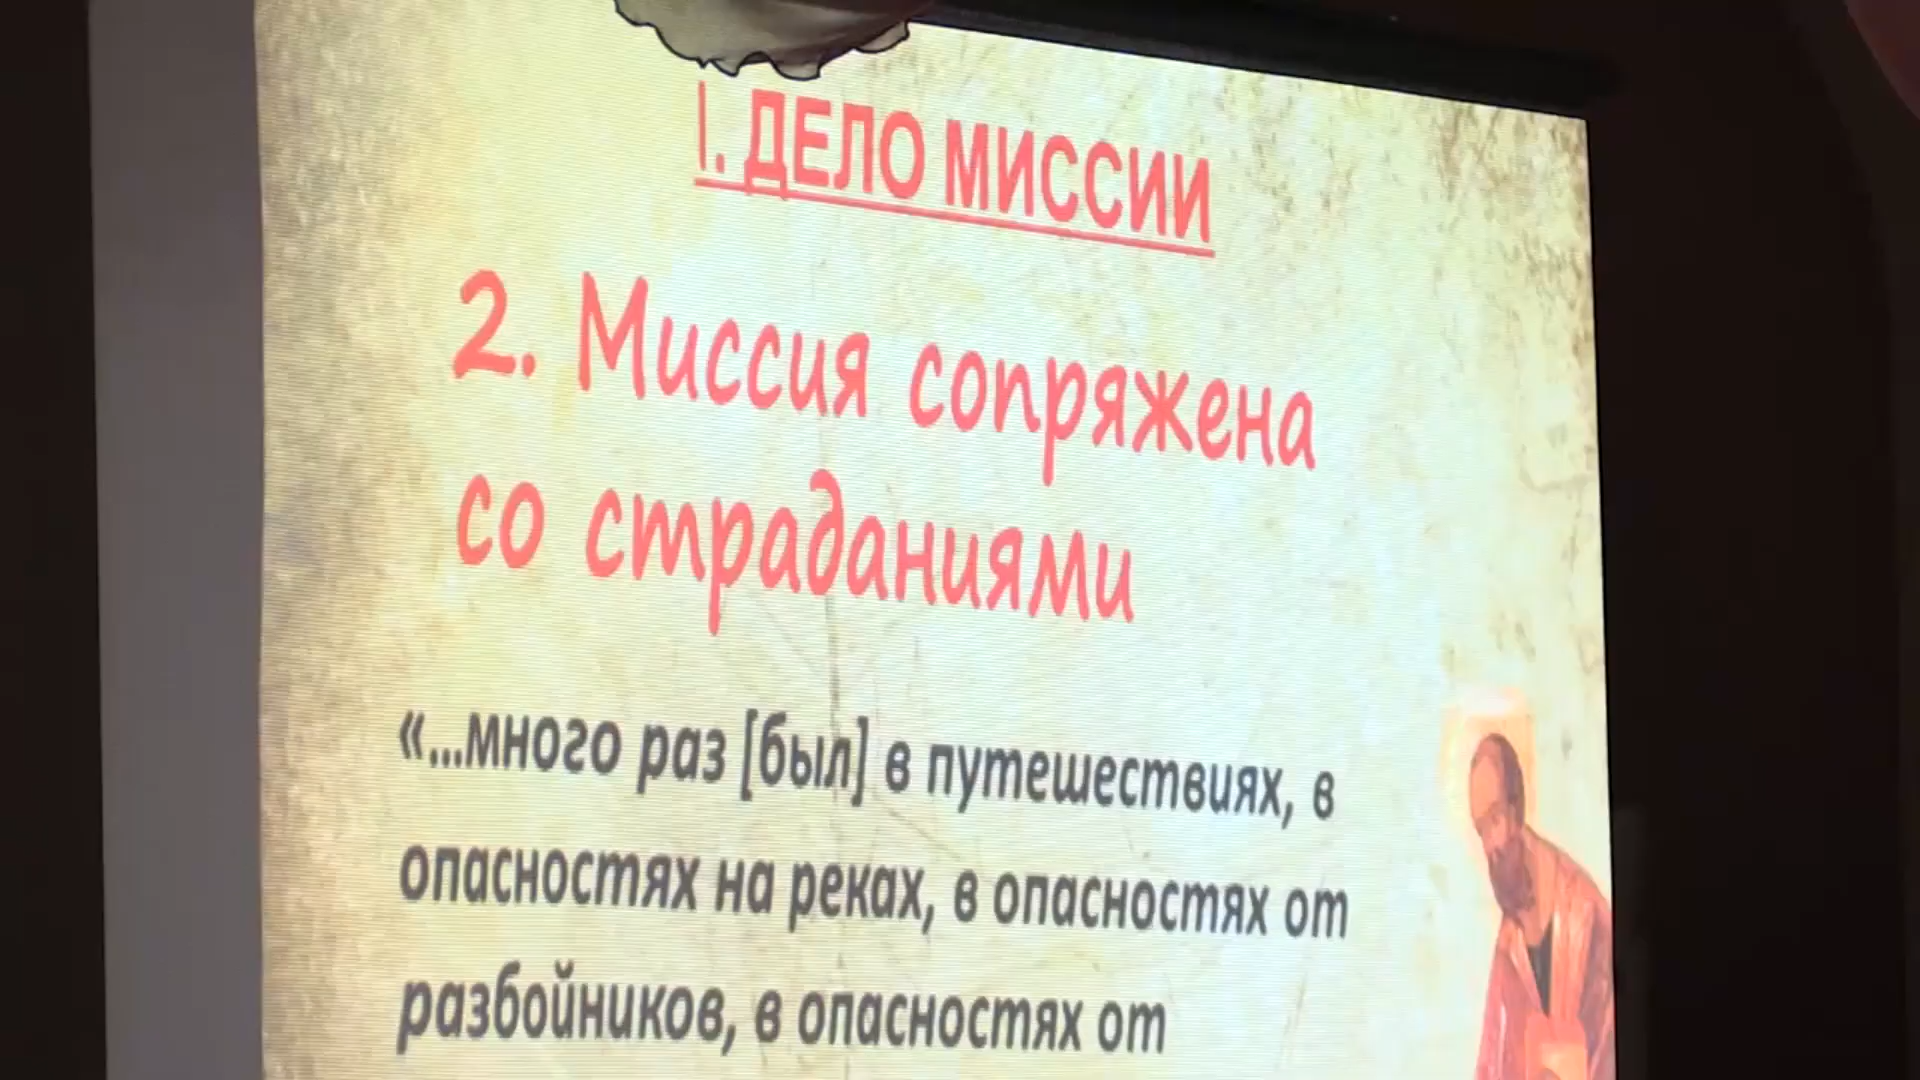 I. ДЕЛО МИССИИ
2. Миссия сопряжена
со страданиями
«...много раз [был] в путешествиях, в
опасностях на реках, в опасностях от
разбойников, в опасностях от